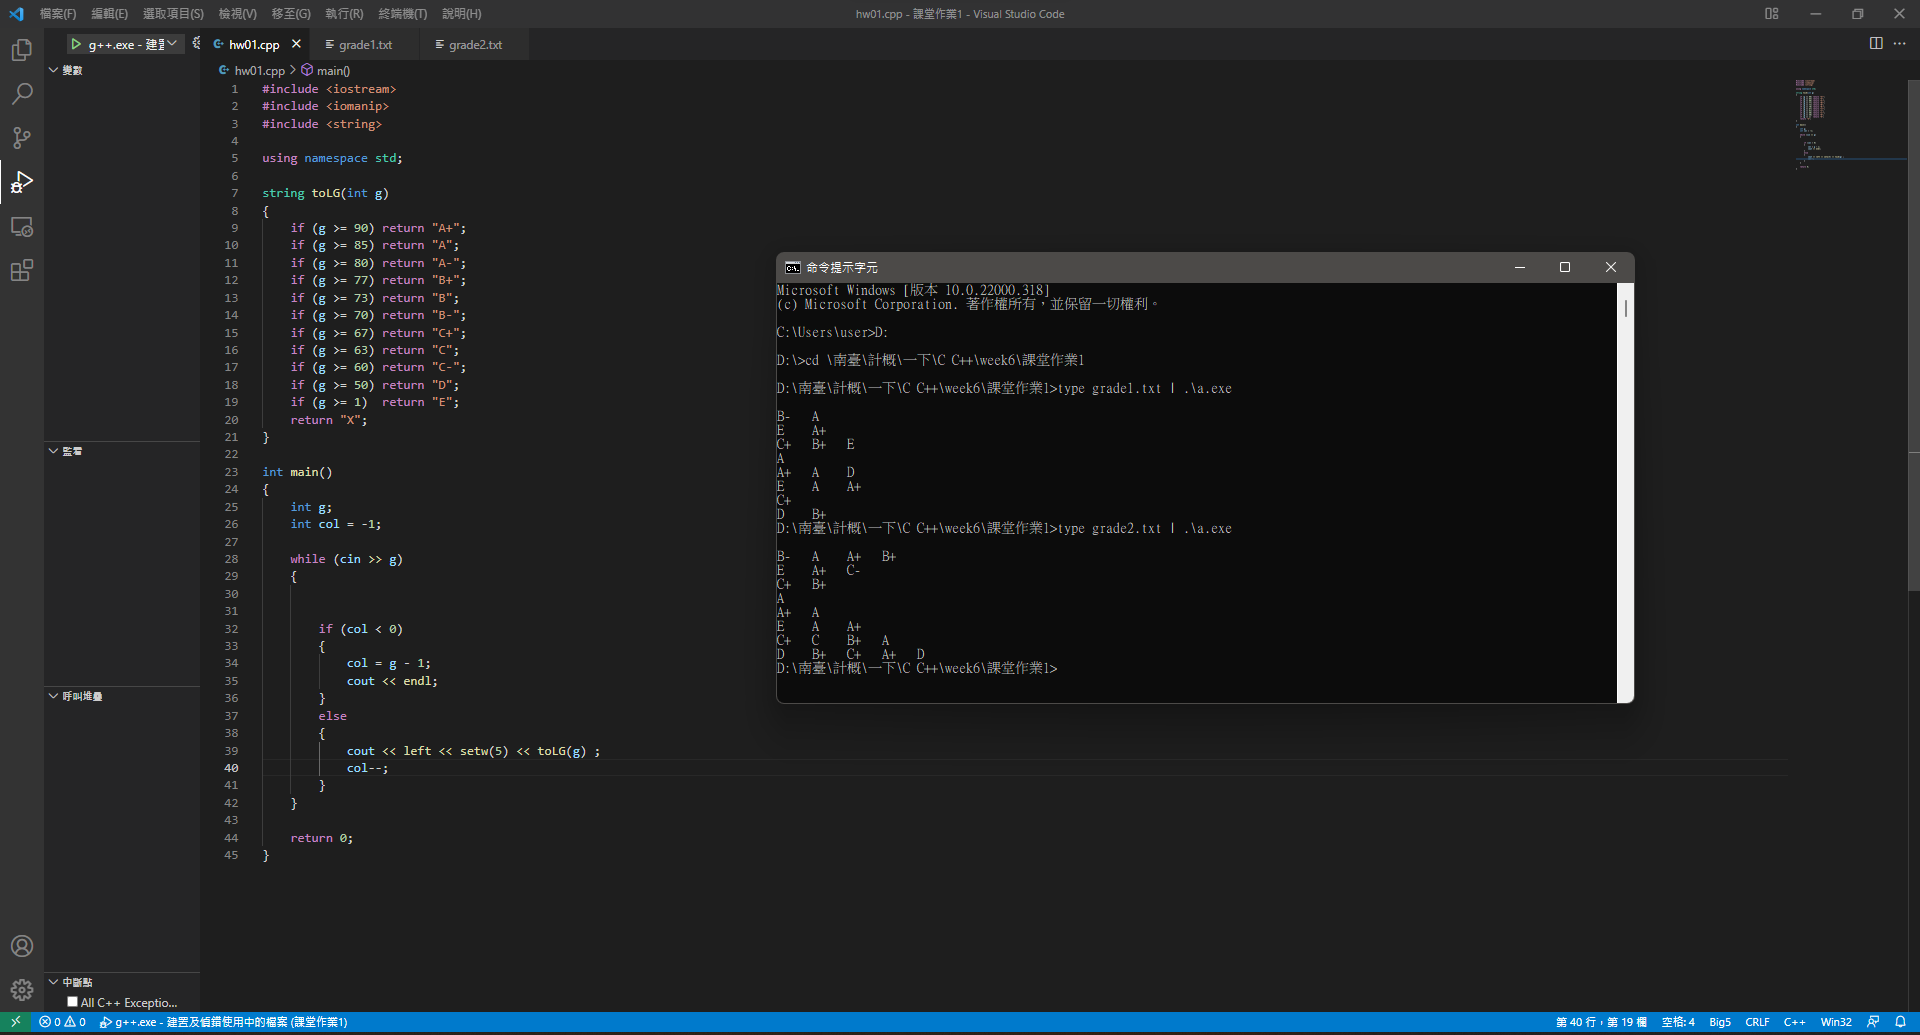 檔案(F) 編輯(E) 選取項目(S) 檢視(V) 移至(G) 執行(R) 終端機(T) 說明(H)
hw01.cpp - 課堂作業1 - Visual Studio Code
g++.exe - 建置
hw01.cpp
grade1.txt
grade2.txt
變數
hw01.cpp > main()
1 #include <iostream>
2 #include <iomanip>
3 #include <string>
4
5 using namespace std;
6
7 string toLG(int g)
8 {
9 if (g >= 90) return "A+";
10 if (g >= 85) return "A";
11 if (g >= 80) return "A-";
12 if (g >= 77) return "B+";
13 if (g >= 73) return "B";
14 if (g >= 70) return "B-";
15 if (g >= 67) return "C+";
16 if (g >= 63) return "C";
17 if (g >= 60) return "C-";
18 if (g >= 50) return "D";
19 if (g >= 1)  return "E";
20 return "X";
21 }
22
23 int main()
24 {
25 int g;
26 int col = -1;
27
28 while (cin >> g)
29 {
30
31
32 if (col < 0)
33 {
34 col = g - 1;
35 cout << endl;
36 }
37 else
38 {
39 cout << left << setw(5) << toLG(g) ;
40 col--;
41 }
42 }
43
44 return 0;
45 }
監看
呼叫堆疊
中斷點
All C++ Exceptio...
命令提示字元
Microsoft Windows [版本 10.0.22000.318]
(c) Microsoft Corporation. 著作權所有，並保留一切權利。
C:\Users\user>D:
D:\>cd \南臺\計概\一下\C C++\week6\課堂作業1
D:\南臺\計概\一下\C C++\week6\課堂作業1>type grade1.txt | .\a.exe
B-   A
E    A+
C+   B+   E
A
A+   A    D
E    A    A+
C+
D    B+
D:\南臺\計概\一下\C C++\week6\課堂作業1>type grade2.txt | .\a.exe
B-   A    A+   B+
E    A+   C-
C+   B+
A
A+   A
E    A    A+
C+   C    B+   A
D    B+   C+   A+   D
D:\南臺\計概\一下\C C++\week6\課堂作業1>
0 0 g++.exe - 建置及偵錯使用中的檔案 (課堂作業1)
第 40 行，第 19 欄 空格: 4 Big5 CRLF C++ Win32